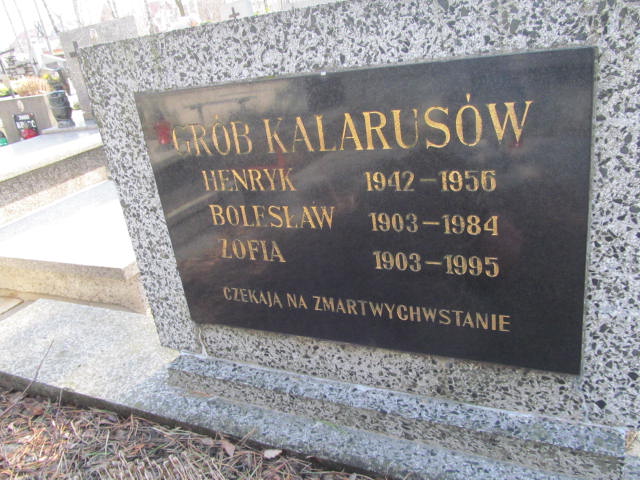 GRÓB KALARUSÓW
HENRYK 1942-1956
BOLESŁAW 1903-1984
ZOFIA 1903-1995
CZEKAJĄ NA ZMARTWYCHWSTANIE